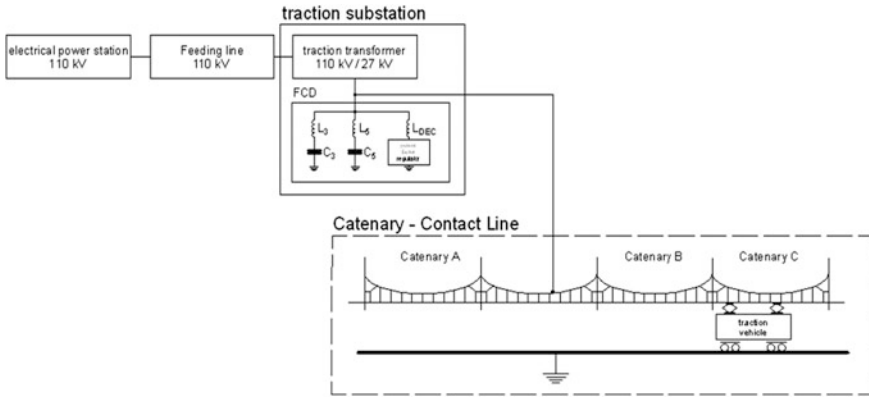 traction substation
electrical power station
110 kV
Feeding line
110 kV
traction transformer
110 kV / 27 kV
FCD
L3
L5
LDEC
C3
C5
Catenary - Contact Line
Catenary A
Catenary B
Catenary C
traction
vehicle